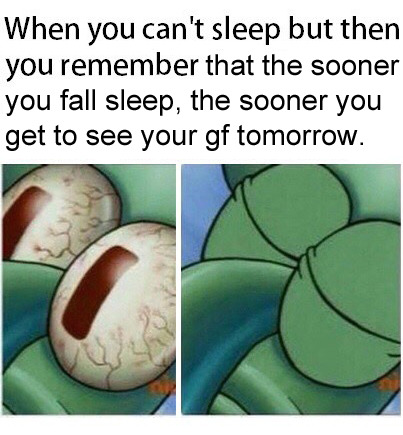 When you can't sleep but then
you remember that the sooner
you fall sleep, the sooner you
get to see your gf tomorrow.